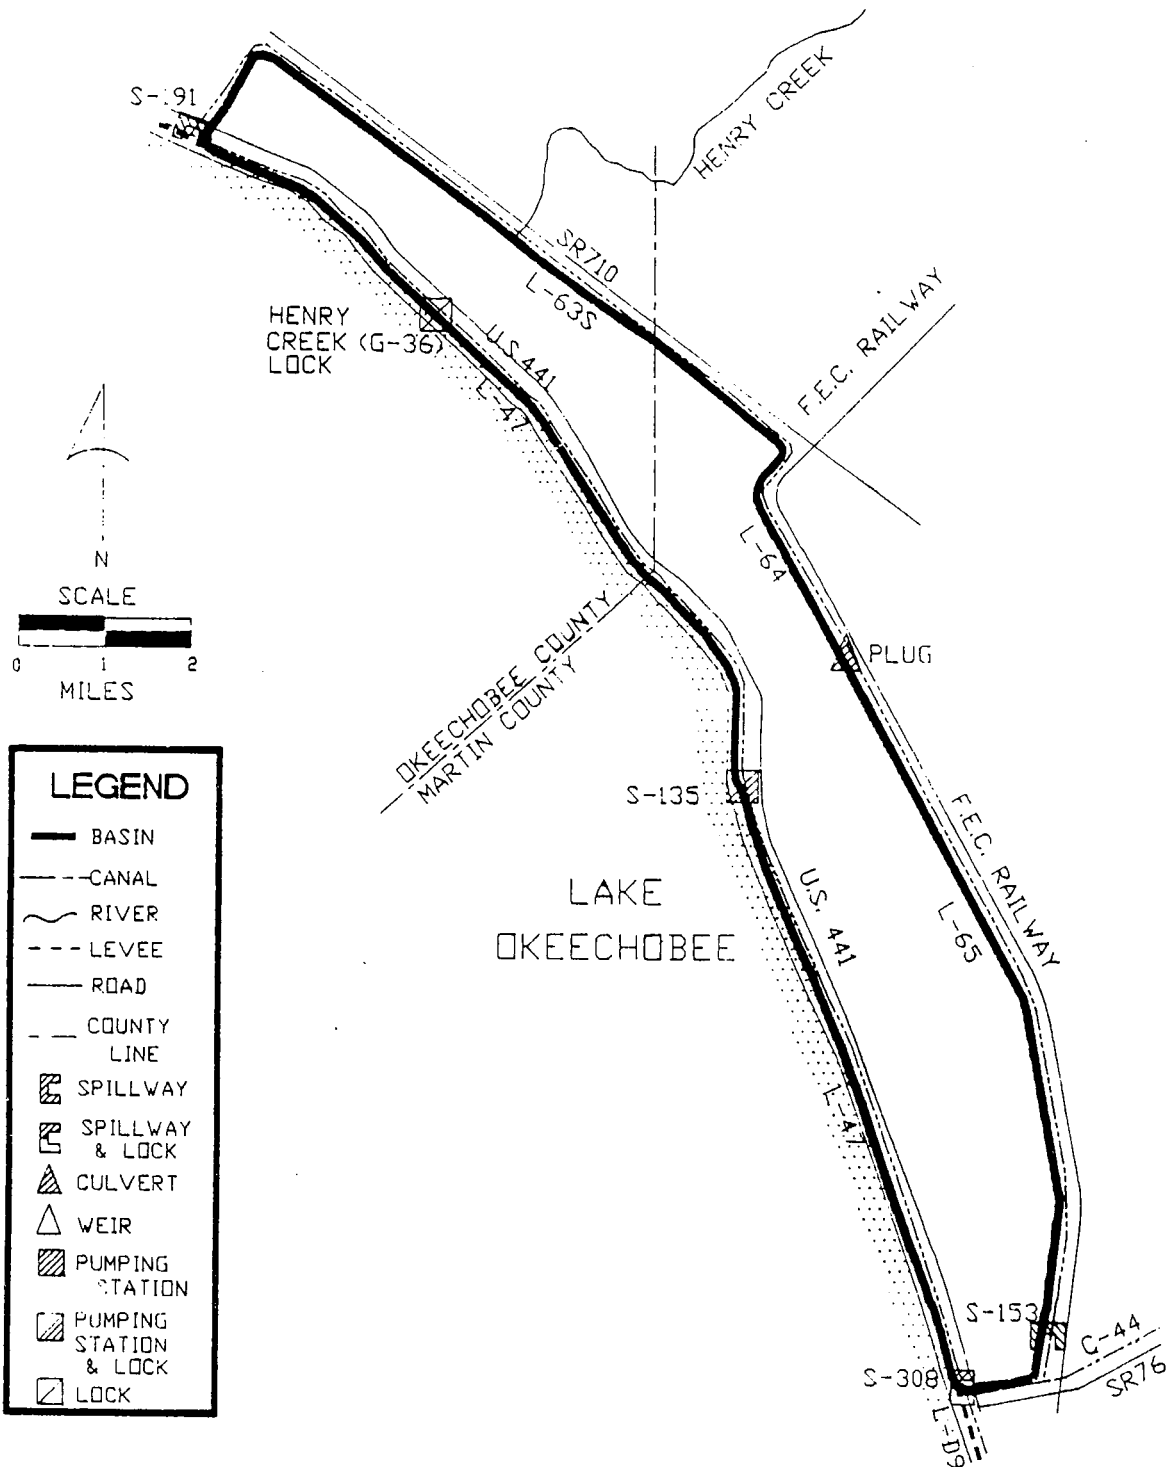 HENRY CREEK
S-191
SR710
L-63S
HENRY
CREEK (G-36)
LOCK
U.S. 441
L-47
F.E.C. RAILWAY
N
SCALE
0 1 2
MILES
L-64
PLUG
OKEECHOBEE COUNTY
MARTIN COUNTY
S-135
LAKE
OKEECHOBEE
U.S. 441
F.E.C. RAILWAY
L-65
L-47
S-153
C-44
SR76
S-308
L-D9
LEGEND
BASIN
CANAL
RIVER
LEVEE
ROAD
COUNTY
LINE
SPILLWAY
SPILLWAY
& LOCK
CULVERT
WEIR
PUMPING
STATION
PUMPING
STATION
& LOCK
LOCK